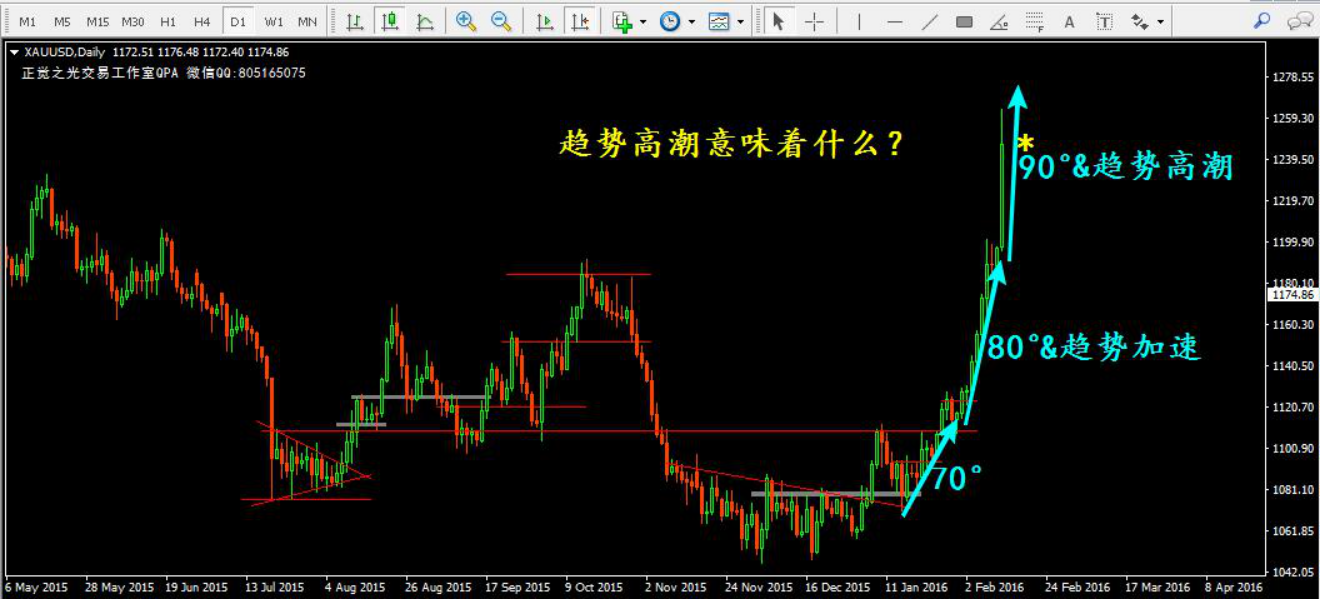 M1 M5 M15 M30 H1 H4 D1 W1 MN A T F
XAUUSD,Daily 1172.51 1176.48 1172.40 1174.86
正觉之光交易工作室QPA 微信QQ:805165075
趋势高潮意味着什么?
*
90°&趋势高潮
80°&趋势加速
70°
1278.55
1259.30
1239.50
1219.70
1199.90
1180.10
1174.86
1160.30
1140.50
1120.70
1100.90
1081.10
1061.85
1042.05
6 May 2015 28 May 2015 19 Jun 2015 13 Jul 2015 4 Aug 2015 26 Aug 2015 17 Sep 2015 9 Oct 2015 2 Nov 2015 24 Nov 2015 16 Dec 2015 11 Jan 2016 2 Feb 2016 24 Feb 2016 17 Mar 2016 8 Apr 2016